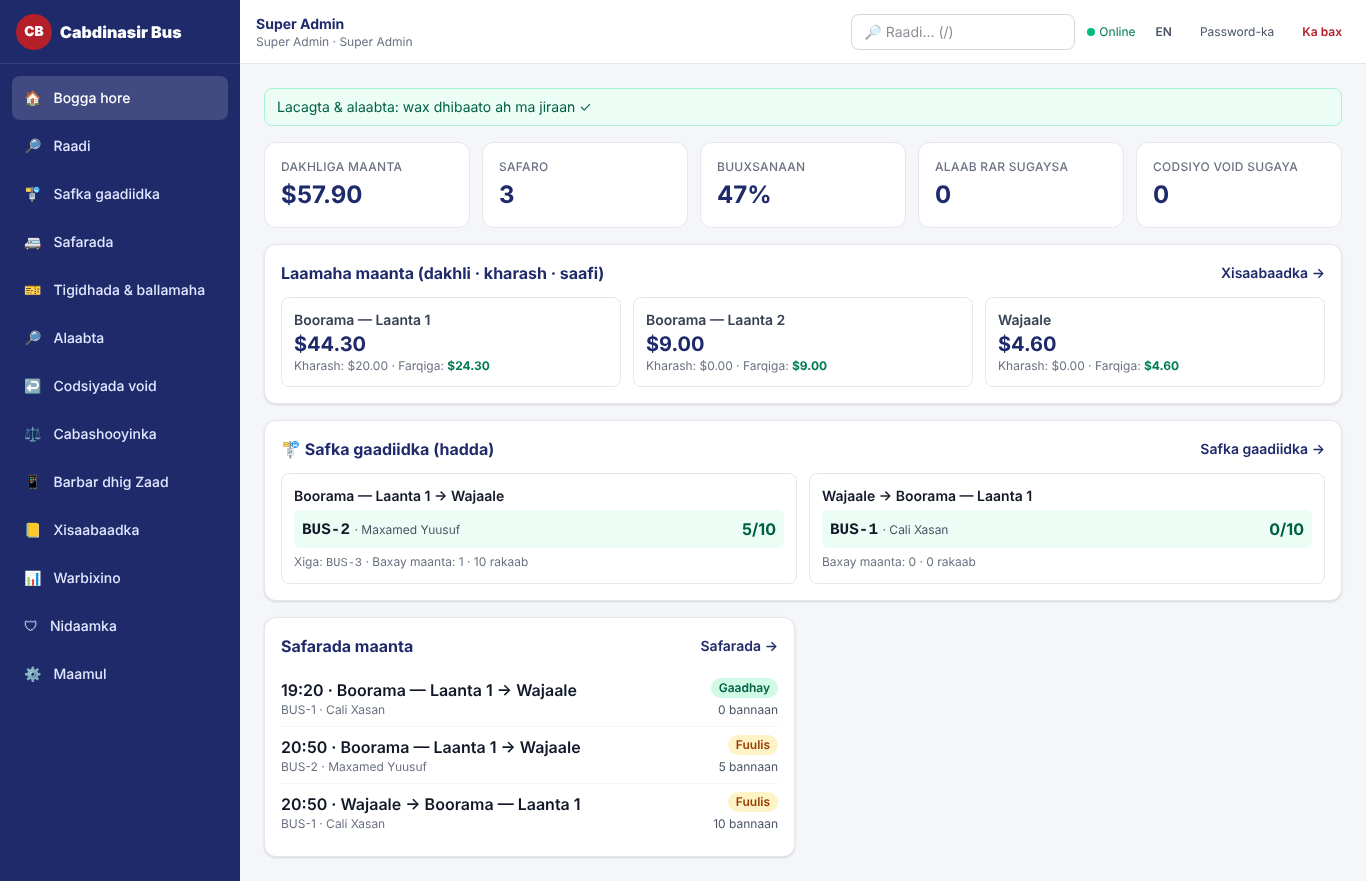 CB Cabdinasir Bus
Super Admin
Super Admin · Super Admin
Raadi... (/)
Online
EN
Password-ka
Ka bax
Bogga hore
Raadi
Safka gaadiidka
Safarada
Tigidhada & ballamaha
Alaabta
Codsiyada void
Cabashooyinka
Barbar dhig Zaad
Xisaabaadka
Warbixino
Nidaamka
Maamul
Lacagta & alaabta: wax dhibaato ah ma jiraan ✓
DAKHLIGA MAANTA
$57.90
SAFARO
3
BUUXSANAAN
47%
ALAAB RAR SUGAYSA
0
CODSIYO VOID SUGAYA
0
Laamaha maanta (dakhli · kharash · saafi)
Xisaabaadka →
Boorama — Laanta 1
$44.30
Kharash: $20.00 · Farqiga: $24.30
Boorama — Laanta 2
$9.00
Kharash: $0.00 · Farqiga: $9.00
Wajaale
$4.60
Kharash: $0.00 · Farqiga: $4.60
Safka gaadiidka (hadda)
Safka gaadiidka →
Boorama — Laanta 1 → Wajaale
BUS-2 · Maxamed Yuusuf 5/10
Xiga: BUS-3 · Baxay maanta: 1 · 10 rakaab
Wajaale → Boorama — Laanta 1
BUS-1 · Cali Xasan 0/10
Baxay maanta: 0 · 0 rakaab
Safarada maanta
Safarada →
19:20 · Boorama — Laanta 1 → Wajaale
Gaadhay
BUS-1 · Cali Xasan
0 bannaan
20:50 · Boorama — Laanta 1 → Wajaale
Fuulis
BUS-2 · Maxamed Yuusuf
5 bannaan
20:50 · Wajaale → Boorama — Laanta 1
Fuulis
BUS-1 · Cali Xasan
10 bannaan